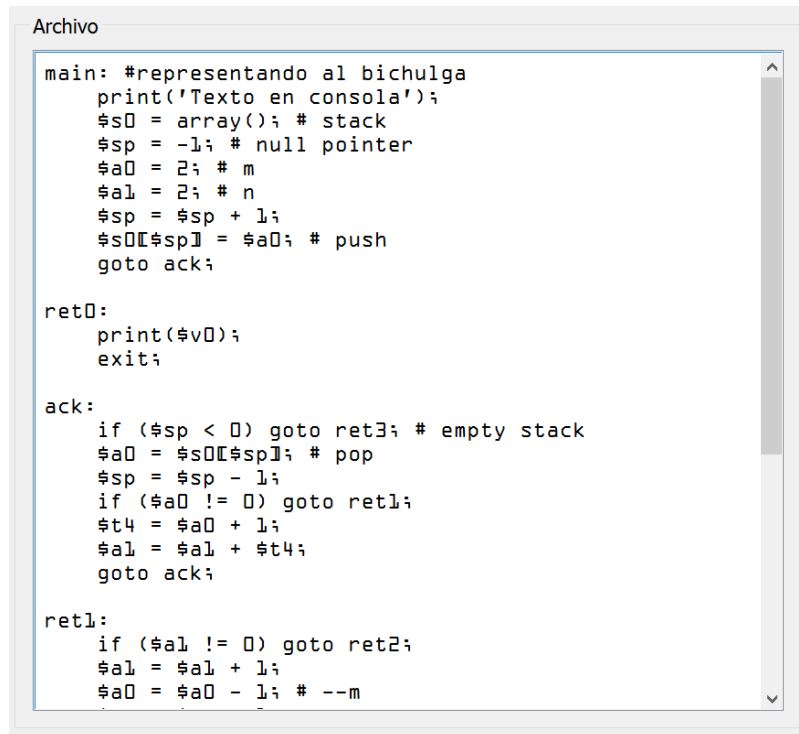 Archivo
main: #representando al bichulga
    print('Texto en consola');
    $s0 = array(); # stack
    $sp = -1; # null pointer
    $a0 = 2; # m
    $a1 = 2; # n
    $sp = $sp + 1;
    $s0[$sp] = $a0; # push
    goto ack;

ret0:
    print($v0);
    exit;

ack:
    if ($sp < 0) goto ret3; # empty stack
    $a0 = $s0[$sp]; # pop
    $sp = $sp - 1;
    if ($a0 != 0) goto ret1;
    $t4 = $a0 + 1;
    $a1 = $a1 + $t4;
    goto ack;

ret1:
    if ($a1 != 0) goto ret2;
    $a1 = $a1 + 1;
    $a0 = $a0 - 1; # --m